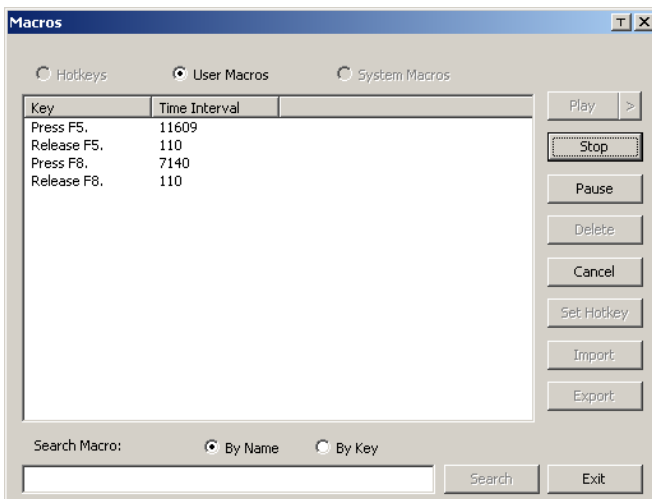 Macros
Hotkeys User Macros System Macros
Key Time Interval
Press F5. 11609
Release F5. 110
Press F8. 7140
Release F8. 110
Play >
Stop
Pause
Delete
Cancel
Set Hotkey
Import
Export
Search Macro: By Name By Key
Search Exit